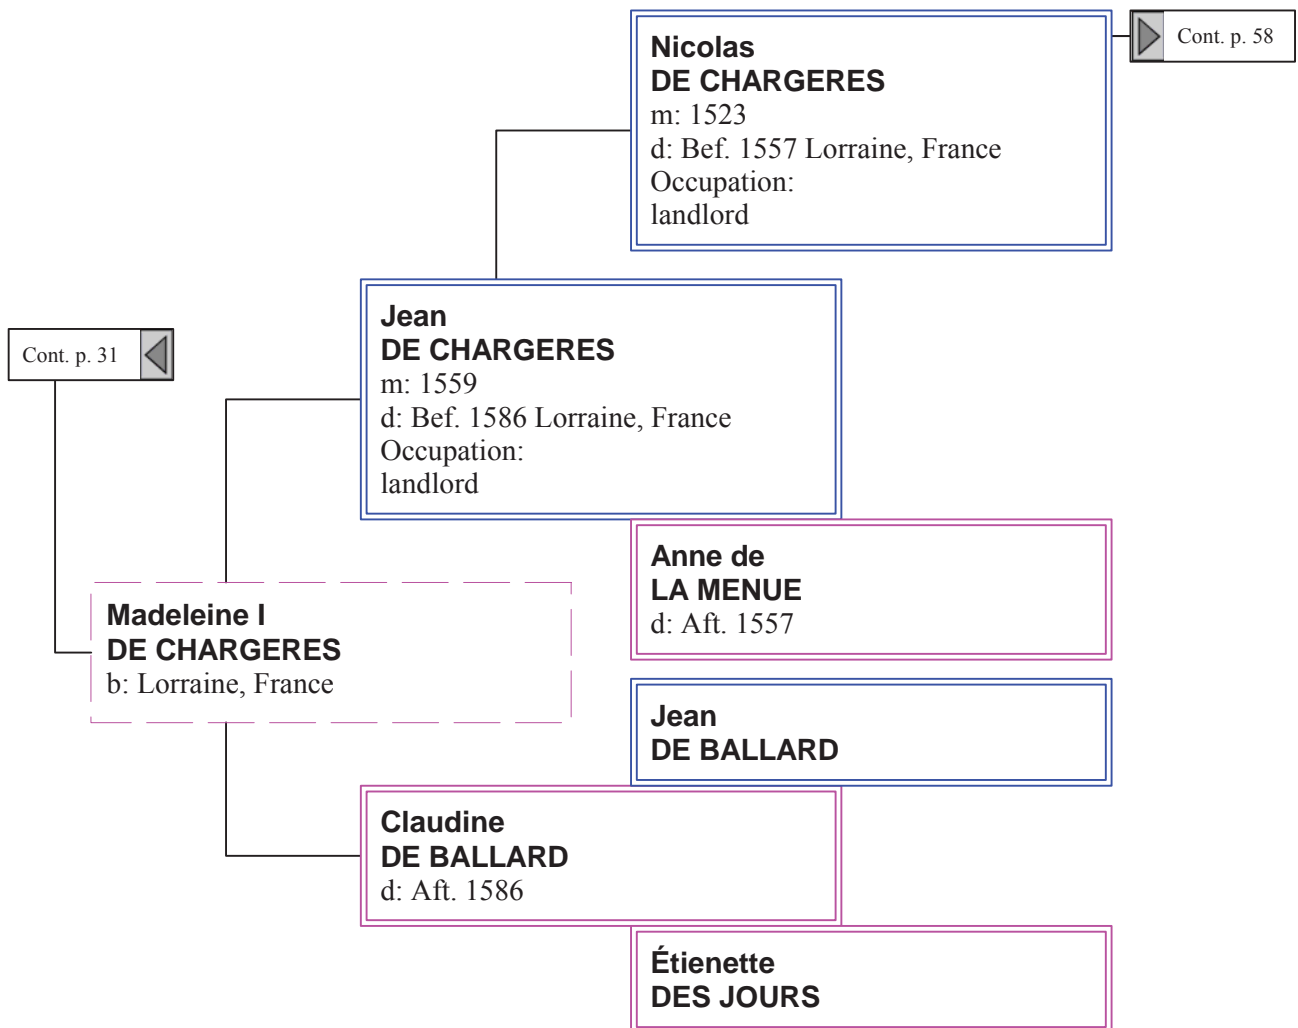 Nicolas
DE CHARGERES
m: 1523
d: Bef. 1557 Lorraine, France
Occupation:
landlord
Cont. p. 58
Jean
DE CHARGERES
m: 1559
d: Bef. 1586 Lorraine, France
Occupation:
landlord
Cont. p. 31
Anne de
LA MENUE
d: Aft. 1557
Madeleine I
DE CHARGERES
b: Lorraine, France
Jean
DE BALLARD
Claudine
DE BALLARD
d: Aft. 1586
Étienette
DES JOURS